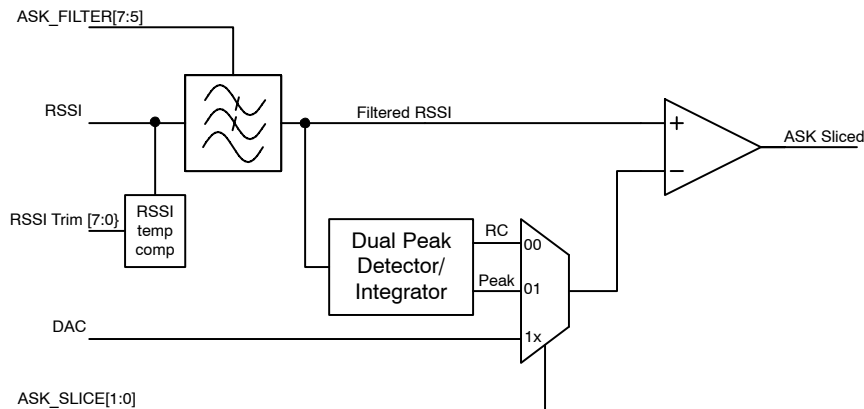 ASK_FILTER[7:5]
RSSI
Filtered RSSI
+
−
ASK Sliced
RSSI Trim [7:0}
RSSI
temp
comp
Dual Peak
Detector/
Integrator
RC
00
Peak
01
DAC
1x
ASK_SLICE[1:0]